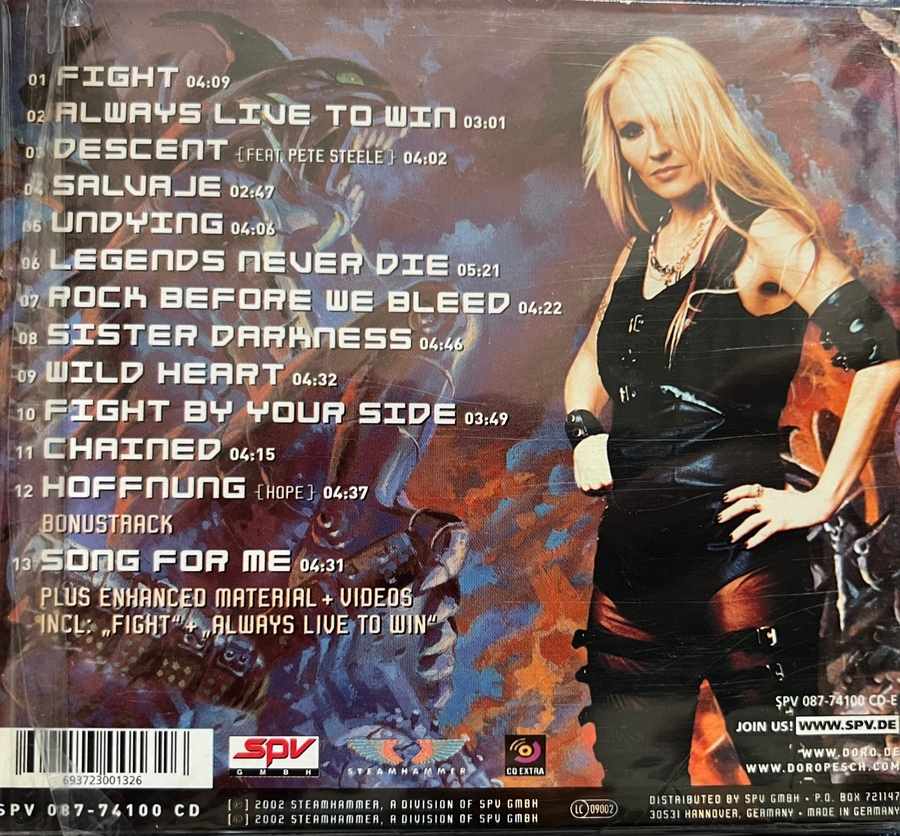 01 FIGHT 04:09
02 ALWAYS LIVE TO WIN 03:01
03 DESCENT [FEAT. PETE STEELE] 04:02
04 SALVAJE 02:47
05 UNDYING 04:06
06 LEGENDS NEVER DIE 05:21
07 ROCK BEFORE WE BLEED 04:22
08 SISTER DARKNESS 04:46
09 WILD HEART 04:32
10 FIGHT BY YOUR SIDE 03:49
11 CHAINED 04:15
12 HOFFNUNG [HOPE] 04:37
BONUSTRACK
13 SONG FOR ME 04:31
PLUS ENHANCED MATERIAL + VIDEOS
INCL: „FIGHT“ + „ALWAYS LIVE TO WIN“
SPV 087-74100 CD-E
JOIN US! WWW.SPV.DE
WWW.DORO.DE
WWW.DOROPESCH.COM
693723001326
SPV
GMBH
STEAMHAMMER
CD EXTRA
SPV 087-74100 CD
[℗] 2002 STEAMHAMMER, A DIVISION OF SPV GMBH
[©] 2002 STEAMHAMMER, A DIVISION OF SPV GMBH
LC 09002
DISTRIBUTED BY SPV GMBH • P.O. BOX 721147
30531 HANNOVER, GERMANY • MADE IN GERMANY